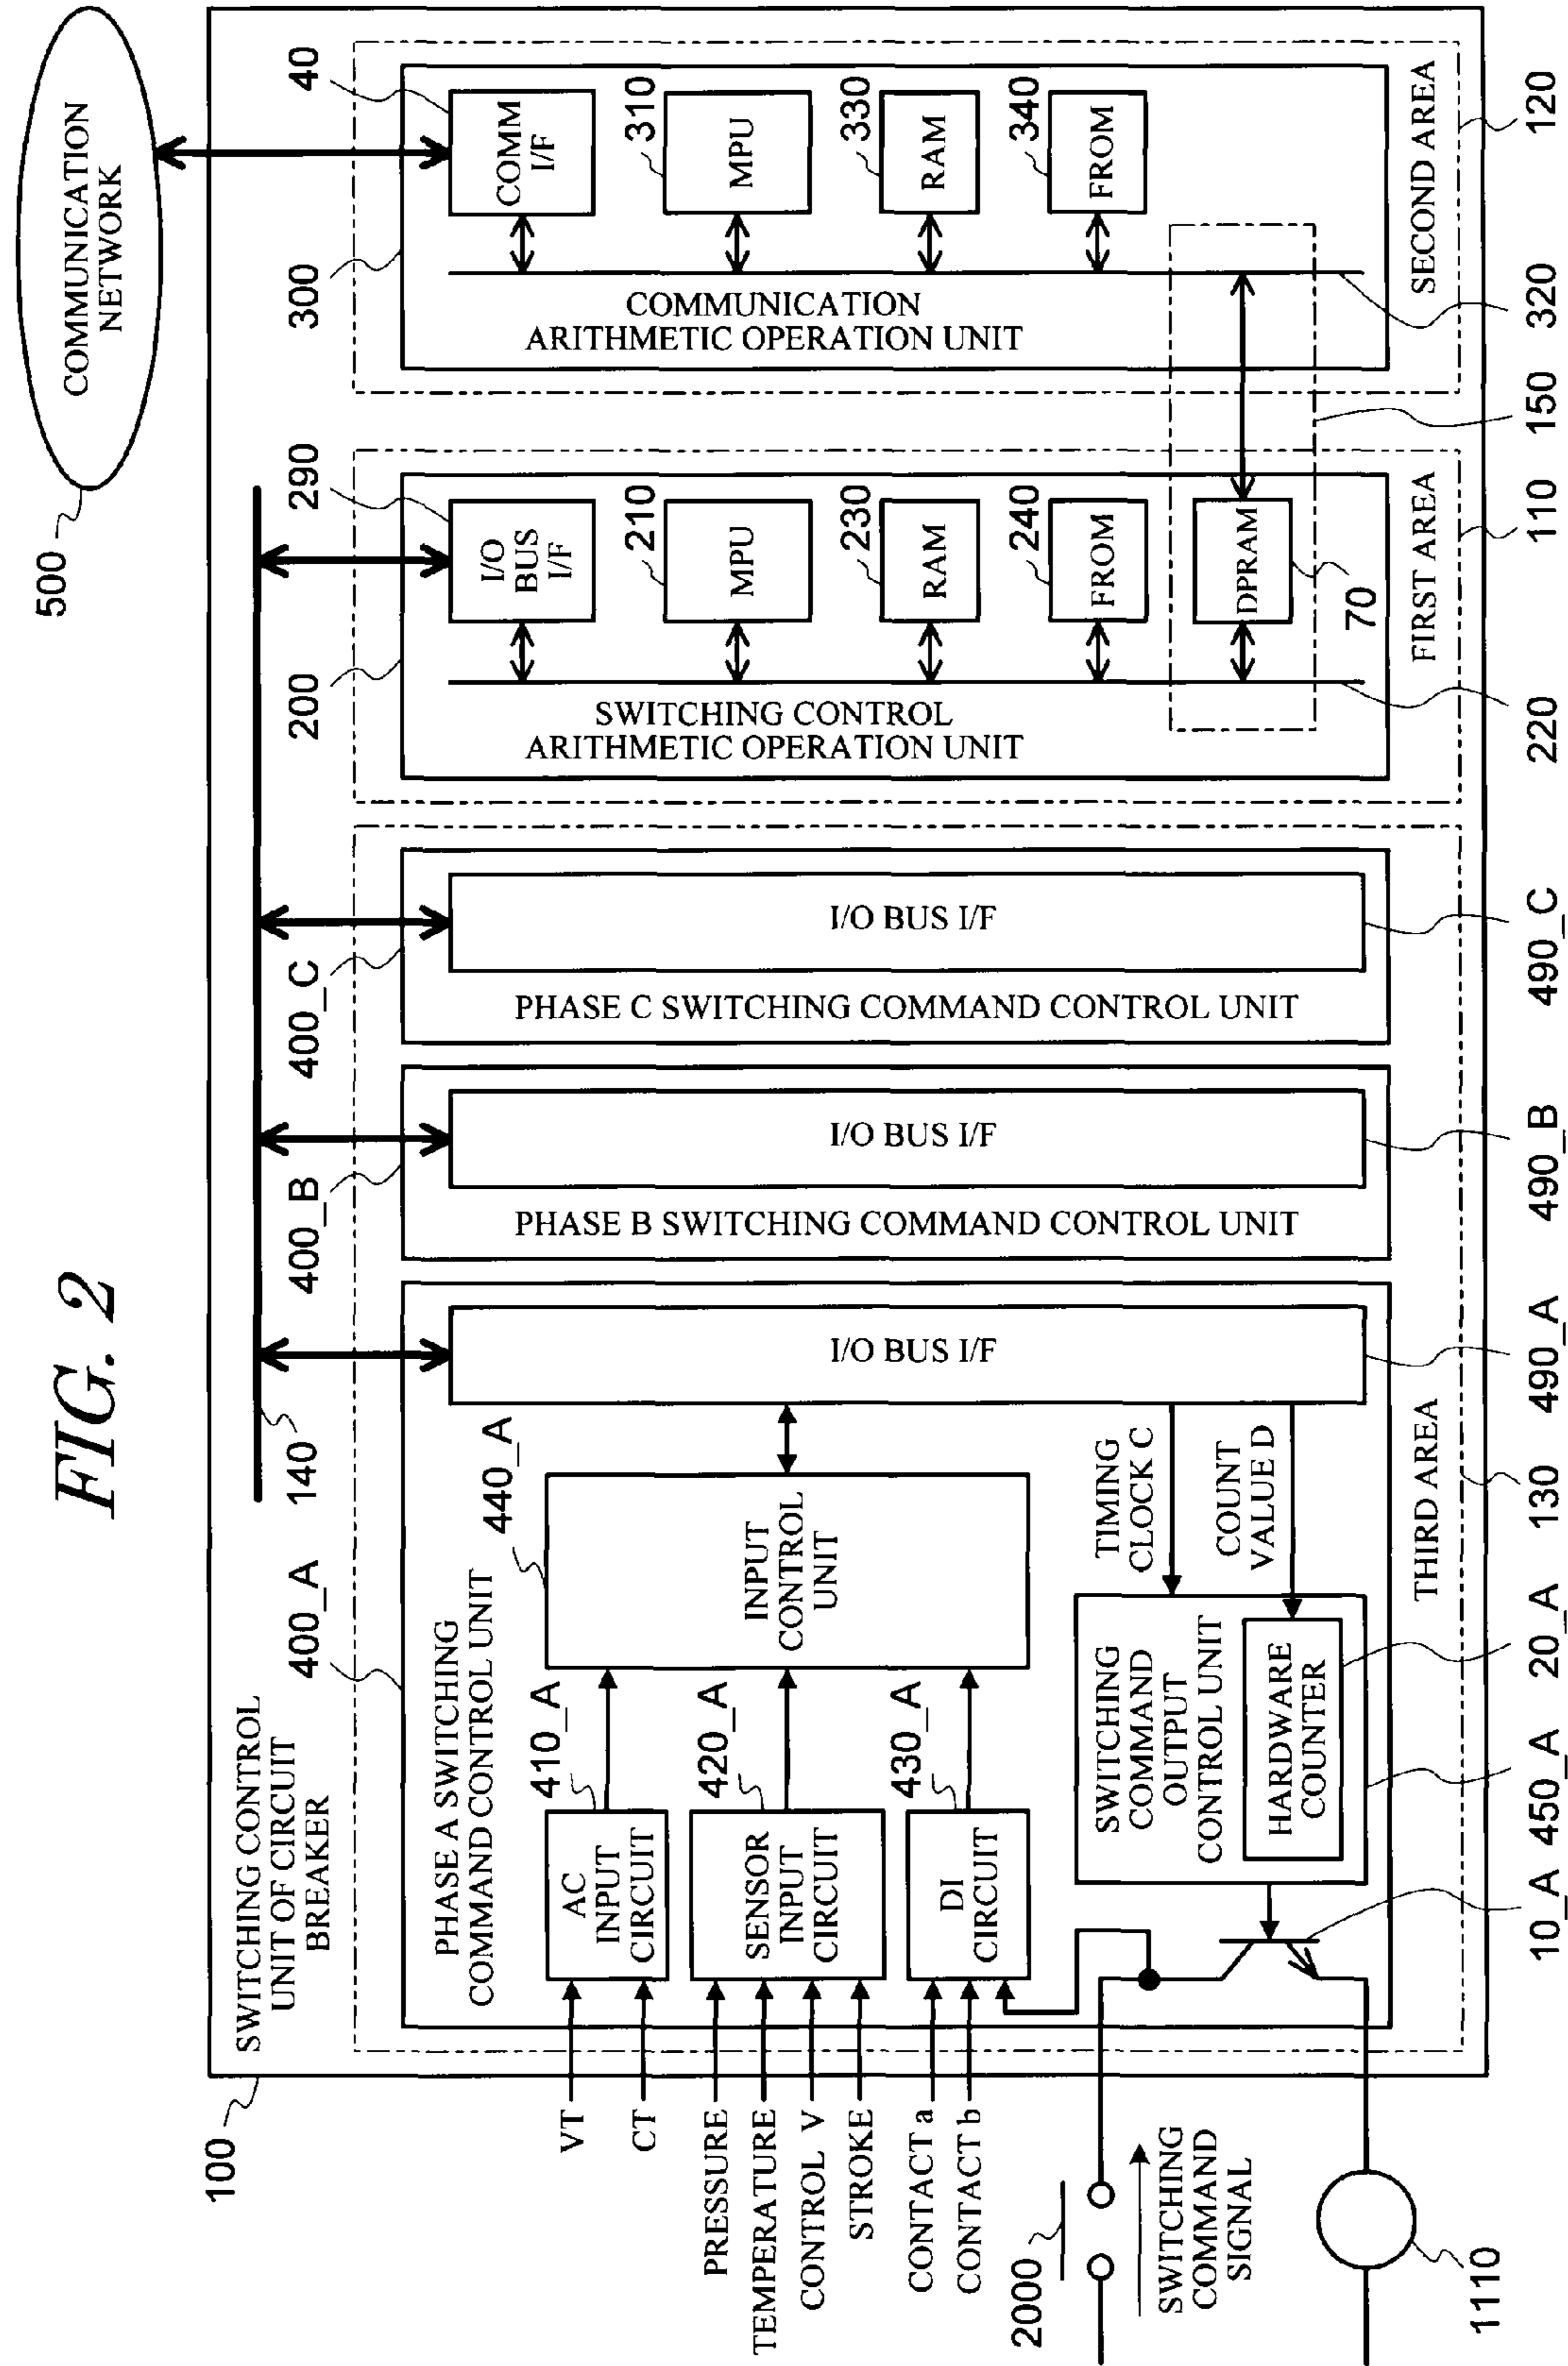 FIG. 2
100
SWITCHING CONTROL
UNIT OF CIRCUIT
BREAKER
140
500
COMMUNICATION
NETWORK
400_A
PHASE A SWITCHING
COMMAND CONTROL UNIT
VT
CT
410_A
AC
INPUT
CIRCUIT
PRESSURE
TEMPERATURE
CONTROL V
STROKE
420_A
SENSOR
INPUT
CIRCUIT
CONTACT a
CONTACT b
430_A
DI
CIRCUIT
440_A
INPUT
CONTROL
UNIT
I/O BUS I/F
TIMING
CLOCK C
COUNT
VALUE D
SWITCHING
COMMAND
OUTPUT
CONTROL UNIT
HARDWARE
COUNTER
2000
SWITCHING
COMMAND
SIGNAL
1110
10_A
450_A
20_A
THIRD AREA
130
490_A
400_B
I/O BUS I/F
PHASE B SWITCHING COMMAND CONTROL UNIT
490_B
400_C
I/O BUS I/F
PHASE C SWITCHING COMMAND CONTROL UNIT
490_C
200
290
I/O
BUS
I/F
210
MPU
230
RAM
240
FROM
DPRAM
70
SWITCHING CONTROL
ARITHMETIC OPERATION UNIT
FIRST AREA
220
110
150
300
40
COMM
I/F
310
MPU
330
RAM
340
FROM
COMMUNICATION
ARITHMETIC OPERATION UNIT
SECOND AREA
320
120